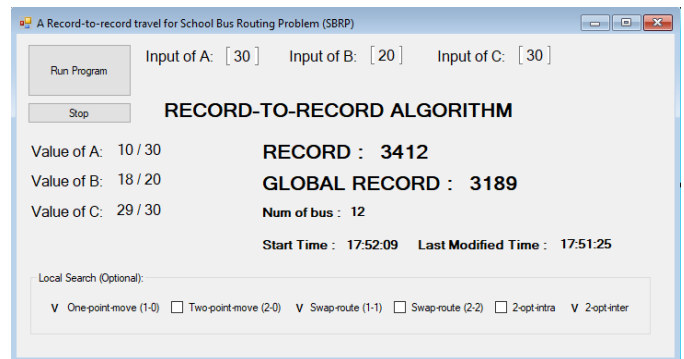 A Record-to-record travel for School Bus Routing Problem (SBRP)
Run Program
Input of A: [ 30 ] Input of B: [ 20 ] Input of C: [ 30 ]
Stop
RECORD-TO-RECORD ALGORITHM
Value of A: 10 / 30
RECORD : 3412
Value of B: 18 / 20
GLOBAL RECORD : 3189
Value of C: 29 / 30
Num of bus : 12
Start Time : 17:52:09 Last Modified Time : 17:51:25
Local Search (Optional):
V One-point-move (1-0) Two-point-move (2-0) V Swap-route (1-1) Swap-route (2-2) 2-opt-intra V 2-opt-inter